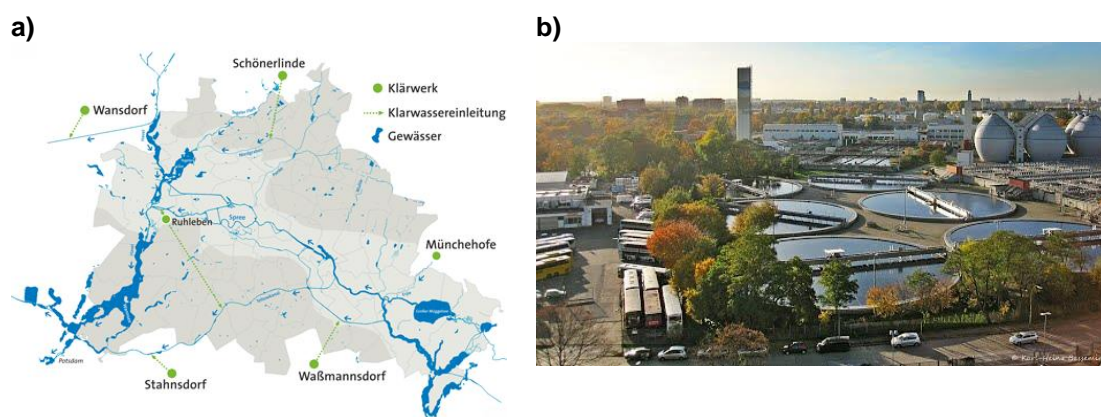 a)
b)
Schönerlinde
Wansdorf
Klärwerk
Klarwassereinleitung
Gewässer
Spree
Ruhleben
Münchehofe
Potsdam
Stahnsdorf
Waßmannsdorf